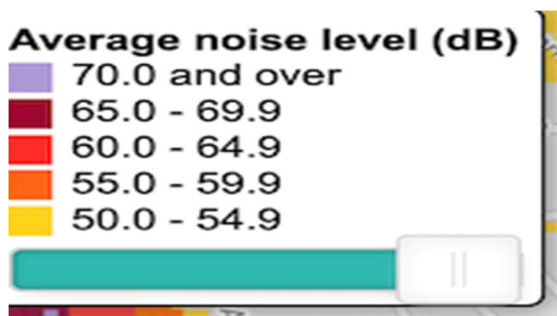 Average noise level (dB)
70.0 and over
65.0 - 69.9
60.0 - 64.9
55.0 - 59.9
50.0 - 54.9